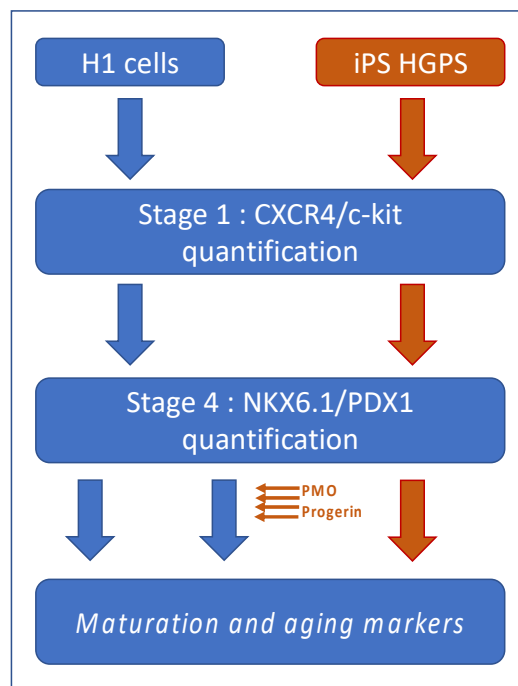 H1 cells
iPS HGPS
Stage 1 : CXCR4/c-kit
quantification
Stage 4 : NKX6.1/PDX1
quantification
PMO
Progerin
Maturation and aging markers